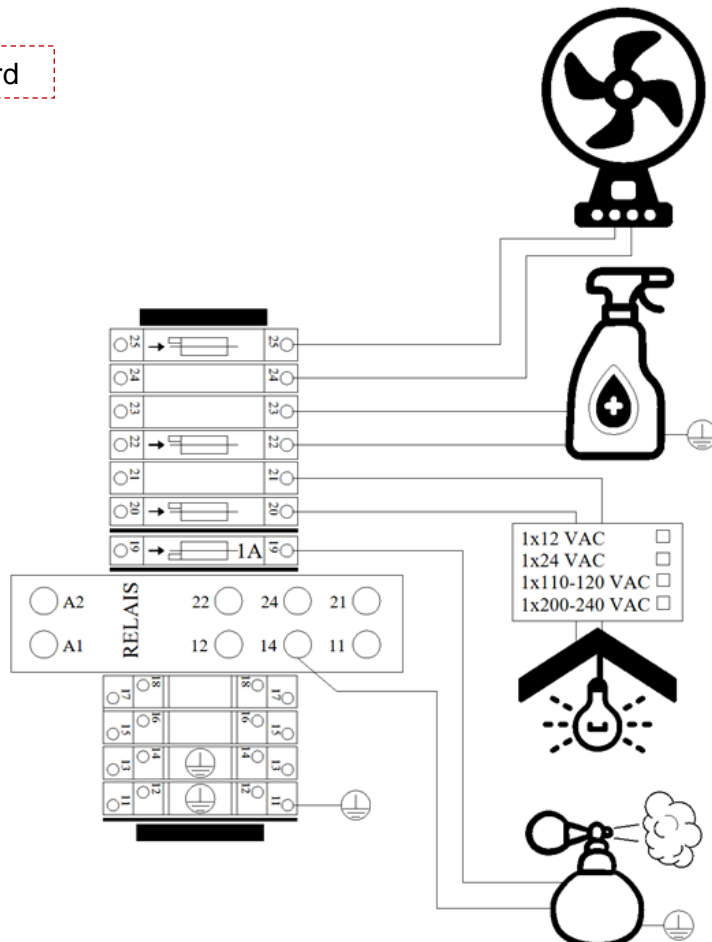 rd
25 25
24 24
23 23
22 22
21 21
20 20
19 1A 19
1x12 VAC
1x24 VAC
1x110-120 VAC
1x200-240 VAC
A2 RELAIS 22 24 21
A1 12 14 11
17 18 18 17
15 16 16 15
13 14 14 13
11 12 12 11